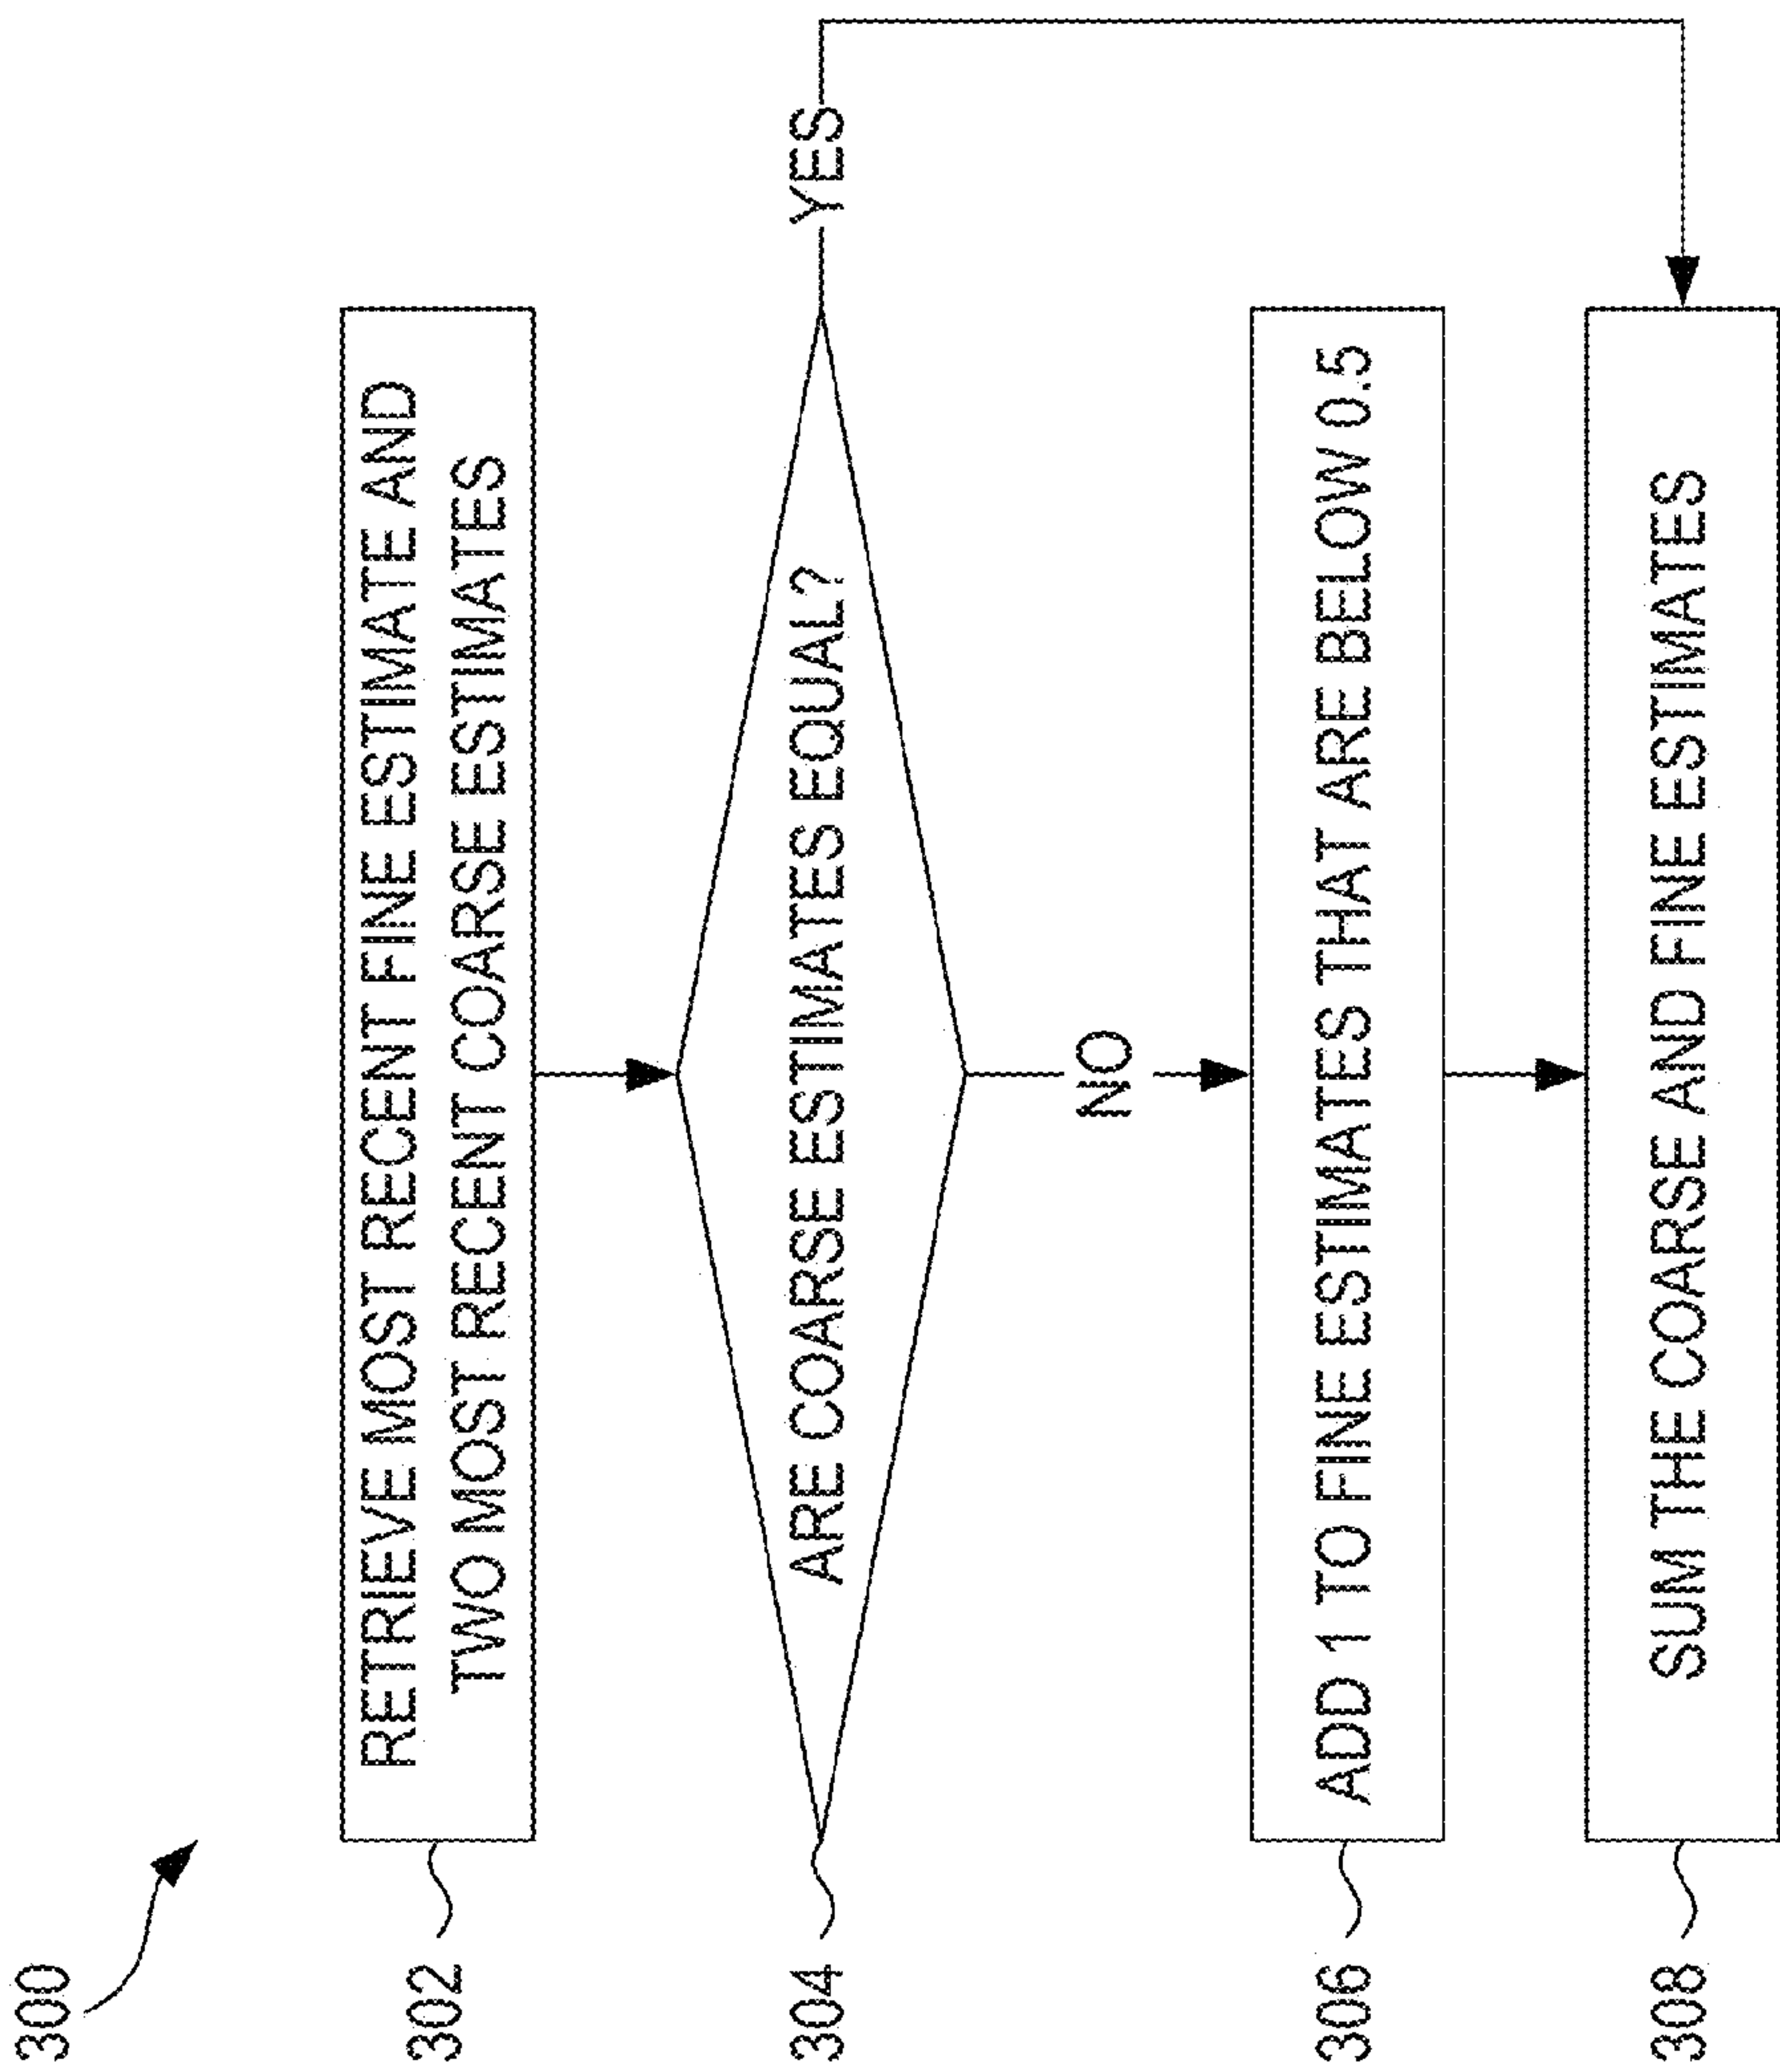 300
302
RETRIEVE MOST RECENT FINE ESTIMATE AND
TWO MOST RECENT COARSE ESTIMATES
304
ARE COARSE ESTIMATES EQUAL?
YES
NO
306
ADD 1 TO FINE ESTIMATES THAT ARE BELOW 0.5
308
SUM THE COARSE AND FINE ESTIMATES